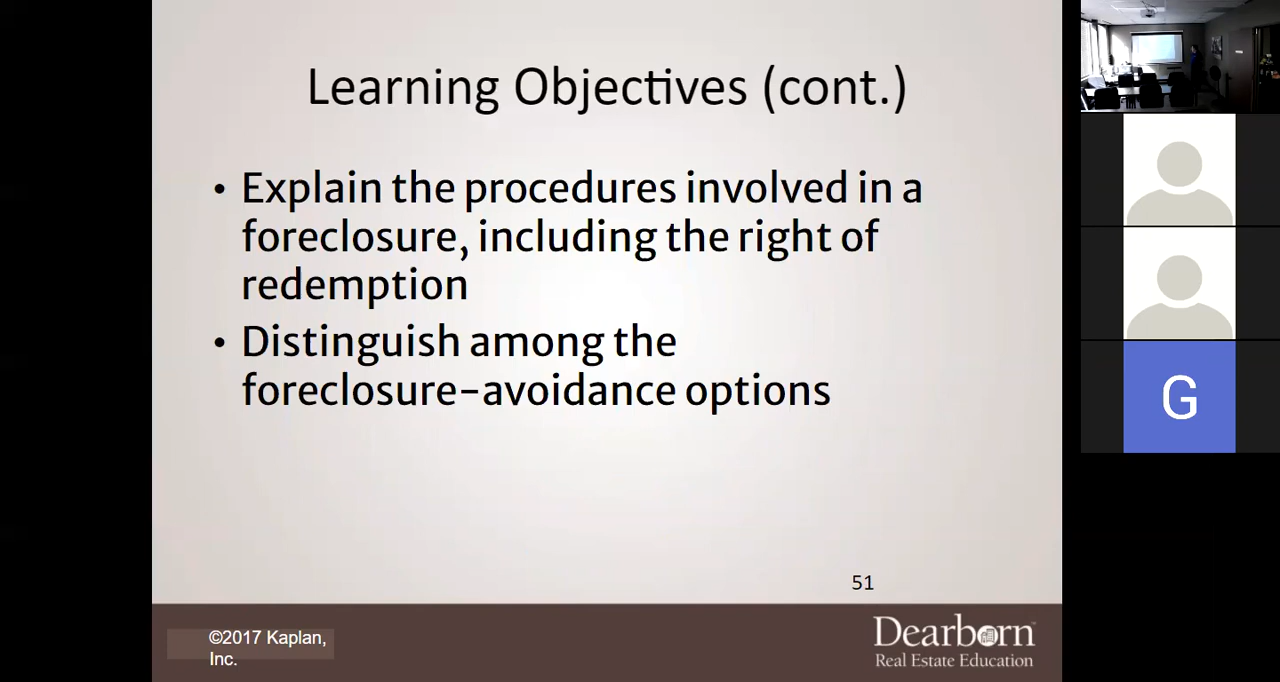 Learning Objectives (cont.)
• Explain the procedures involved in a
foreclosure, including the right of
redemption
• Distinguish among the
foreclosure-avoidance options
51
©2017 Kaplan,
Inc.
Dearborn
Real Estate Education
G